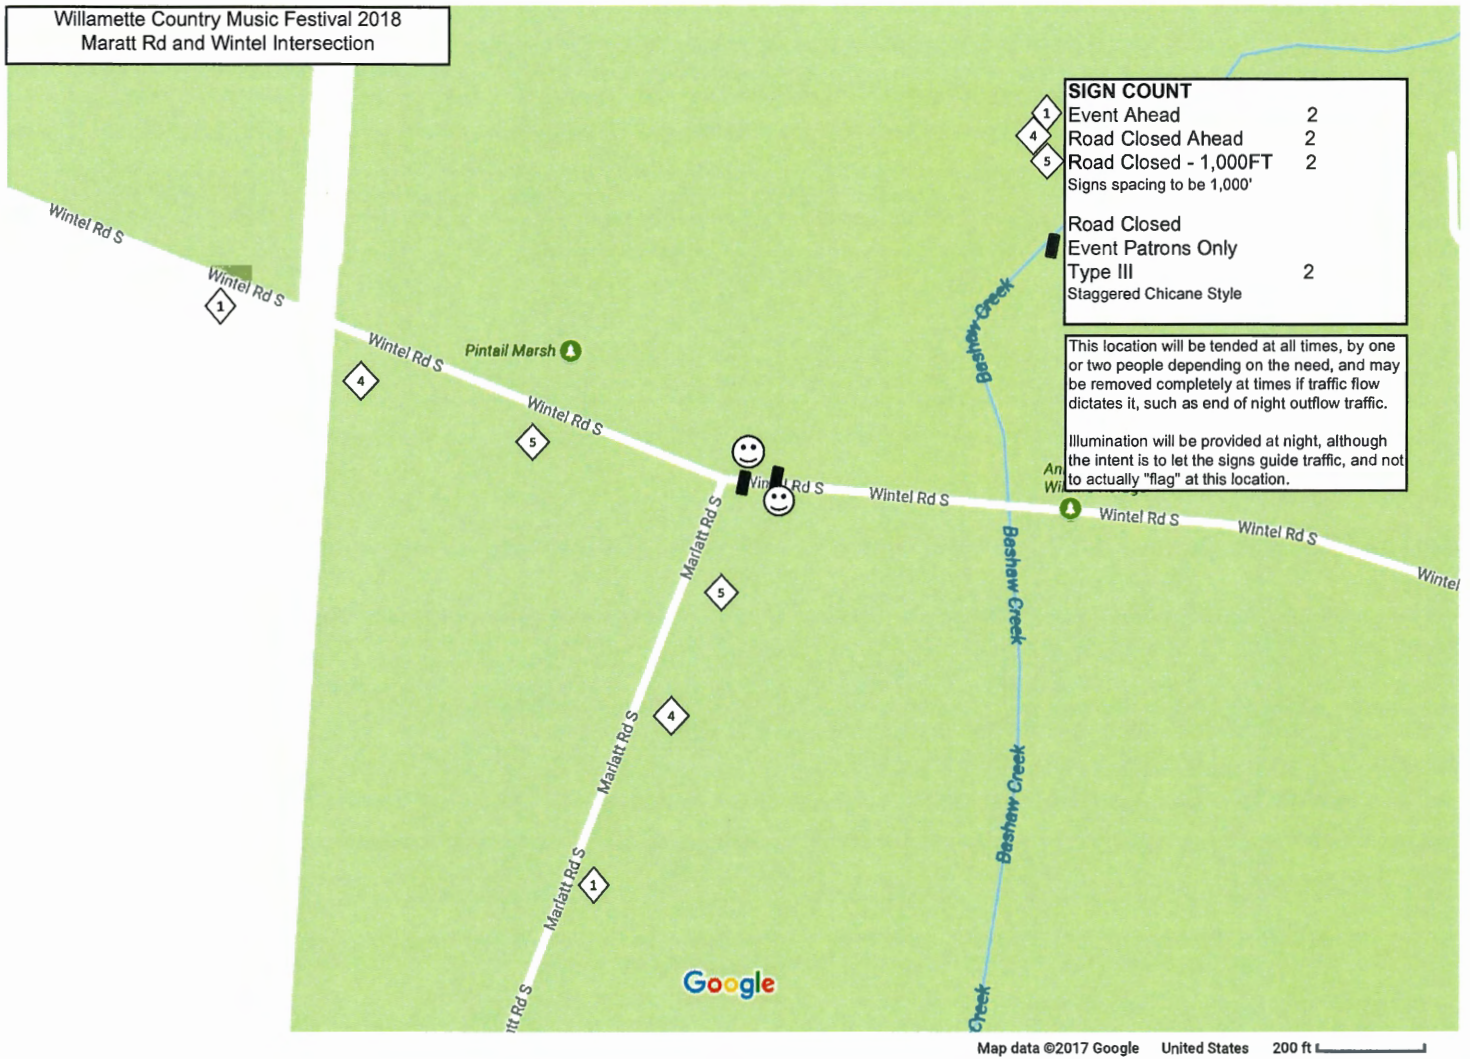 Willamette Country Music Festival 2018
Maratt Rd and Wintel Intersection
SIGN COUNT
1 Event Ahead 2
4 Road Closed Ahead 2
5 Road Closed - 1,000FT 2
Signs spacing to be 1,000'
Road Closed
Event Patrons Only
Type III 2
Staggered Chicane Style
This location will be tended at all times, by one
or two people depending on the need, and may
be removed completely at times if traffic flow
dictates it, such as end of night outflow traffic.
Illumination will be provided at night, although
the intent is to let the signs guide traffic, and not
to actually "flag" at this location.
Wintel Rd S
Wintel Rd S
1
Wintel Rd S
Pintail Marsh
4
Wintel Rd S
5
Bashaw Creek
Rd S
Wintel Rd S
Wintel Rd S
Wintel Rd S
Wintel
Marlatt Rd S
5
Bashaw Creek
4
Marlatt Rd S
Bashaw Creek
1
Marlatt Rd S
Google
tt Rd S
Creek
Map data ©2017 Google United States 200 ft